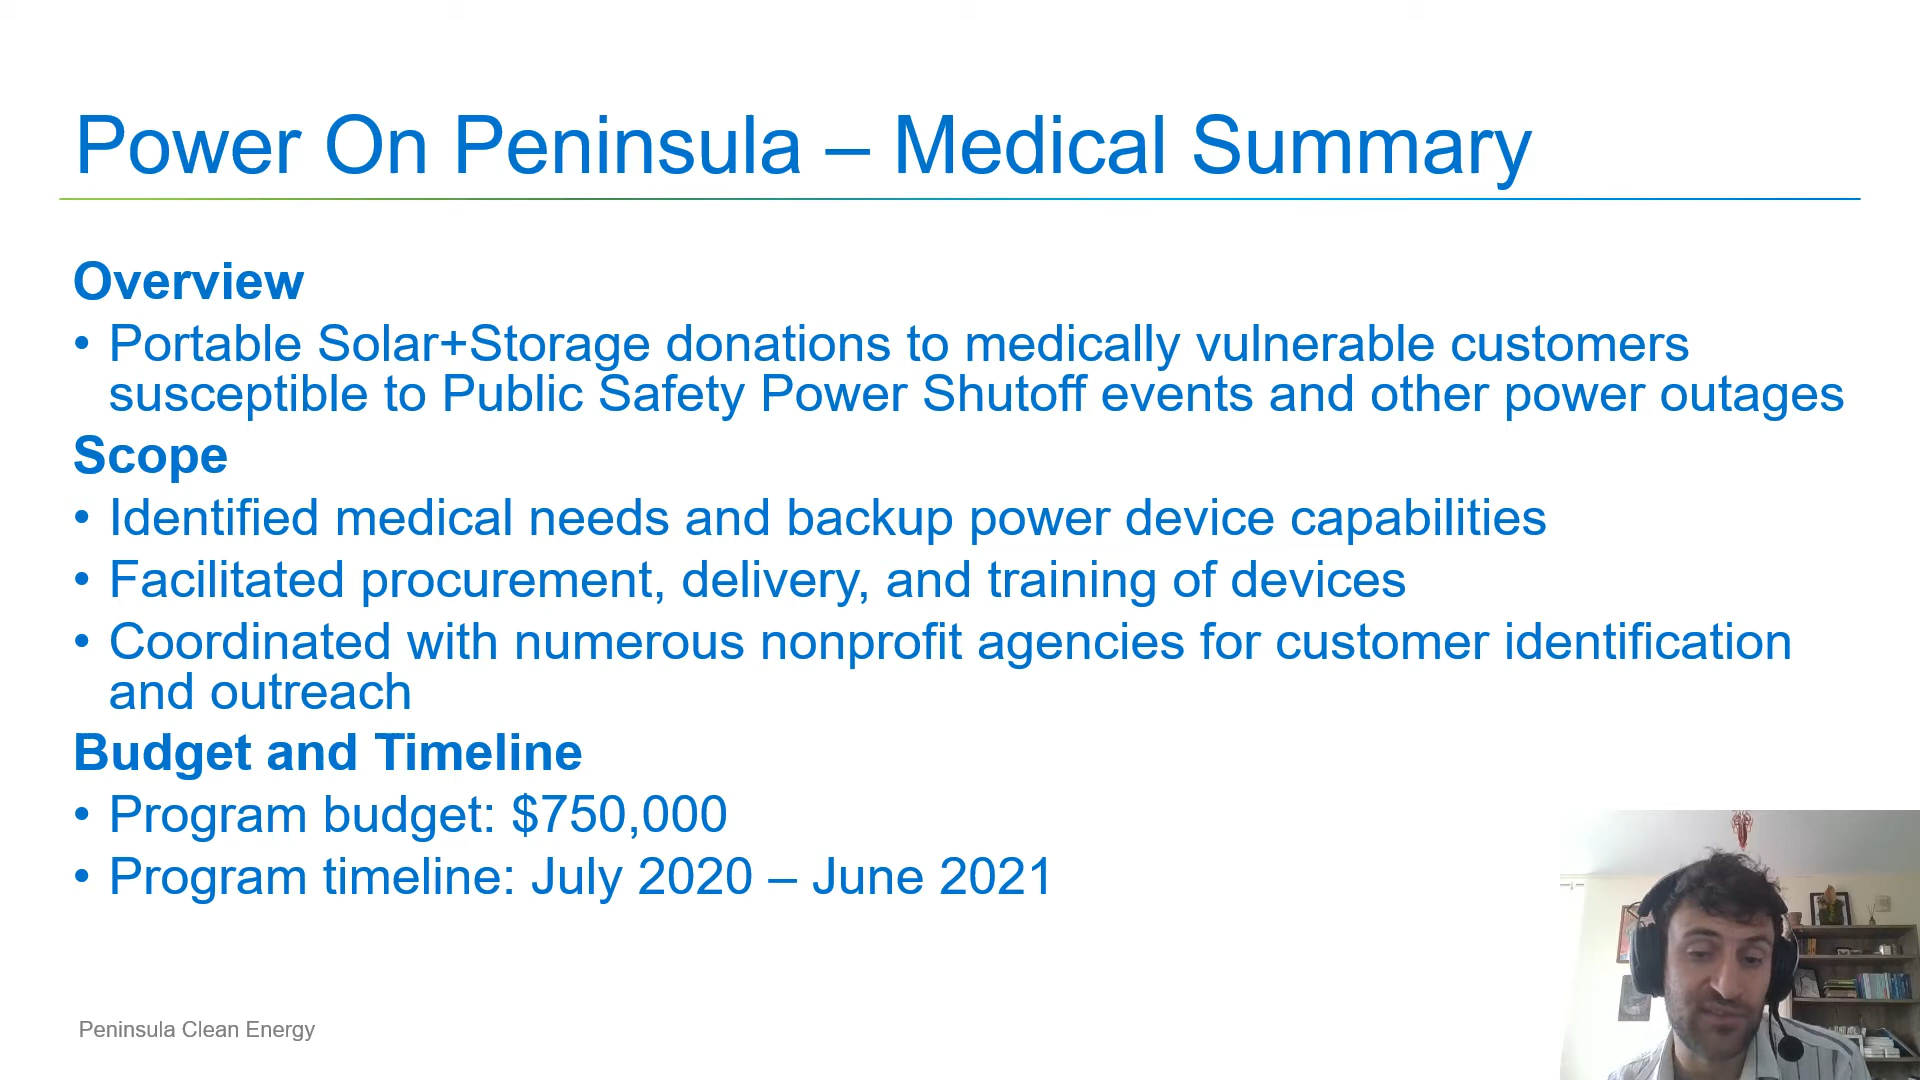 Power On Peninsula – Medical Summary
Overview
• Portable Solar+Storage donations to medically vulnerable customers
susceptible to Public Safety Power Shutoff events and other power outages
Scope
• Identified medical needs and backup power device capabilities
• Facilitated procurement, delivery, and training of devices
• Coordinated with numerous nonprofit agencies for customer identification
and outreach
Budget and Timeline
• Program budget: $750,000
• Program timeline: July 2020 – June 2021
Peninsula Clean Energy